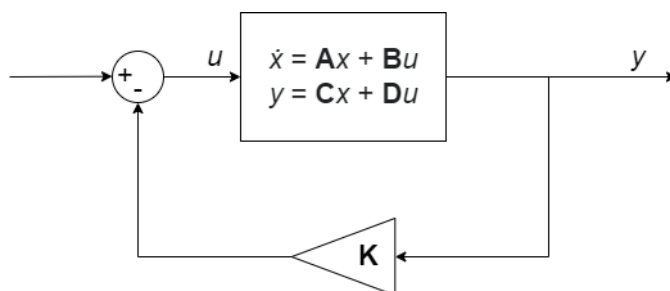 u
ẋ = Ax + Bu
y = Cx + Du
y
+
-
K